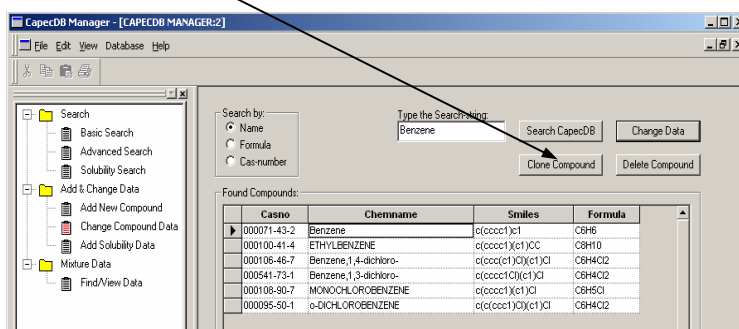 CapecDB Manager - [CAPECDB MANAGER:2]
File Edit View Database Help
Search
Basic Search
Advanced Search
Solubility Search
Add & Change Data
Add New Compound
Change Compound Data
Add Solubility Data
Mixture Data
Find/View Data
Search by:
Name
Formula
Cas-number
Type the Search-string:
Benzene
Search CapecDB
Change Data
Clone Compound
Delete Compound
Found Compounds:
Casno Chemname Smiles Formula
000071-43-2 Benzene c(cccc1)c1 C6H6
000100-41-4 ETHYLBENZENE c(cccc1)(c1)CC C8H10
000106-46-7 Benzene,1,4-dichloro- c(ccc(c1)Cl)(c1)Cl C6H4Cl2
000541-73-1 Benzene,1,3-dichloro- c(cccc1Cl)(c1)Cl C6H4Cl2
000108-90-7 MONOCHLOROBENZENE c(cccc1)(c1)Cl C6H5Cl
000095-50-1 o-DICHLOROBENZENE c(c(ccc1)Cl)(c1)Cl C6H4Cl2